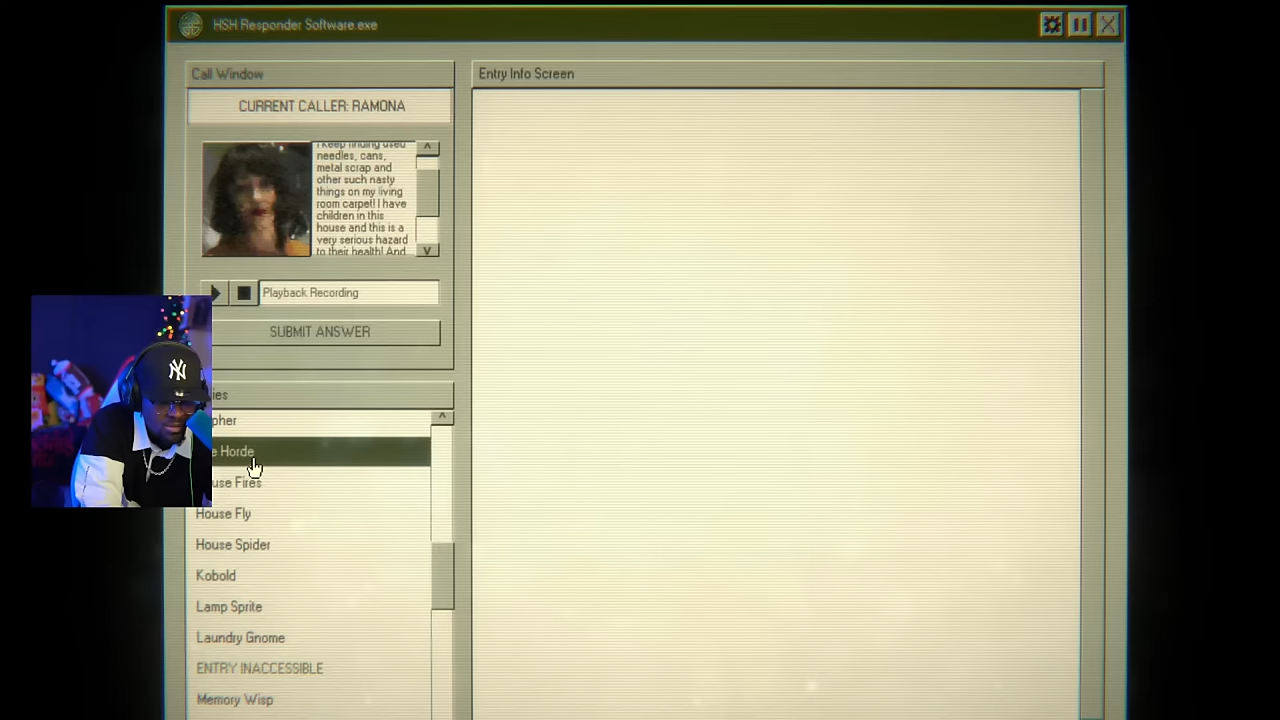 HSH Responder Software.exe
Call Window
CURRENT CALLER: RAMONA
I keep finding used
needles, cans,
metal scrap and
other such nasty
things on my living
room carpet! I have
children in this
house and this is a
very serious hazard
to their health! And
Playback Recording
SUBMIT ANSWER
Horde
Fires
House Fly
House Spider
Kobold
Lamp Sprite
Laundry Gnome
ENTRY INACCESSIBLE
Memory Wisp
Entry Info Screen
NY